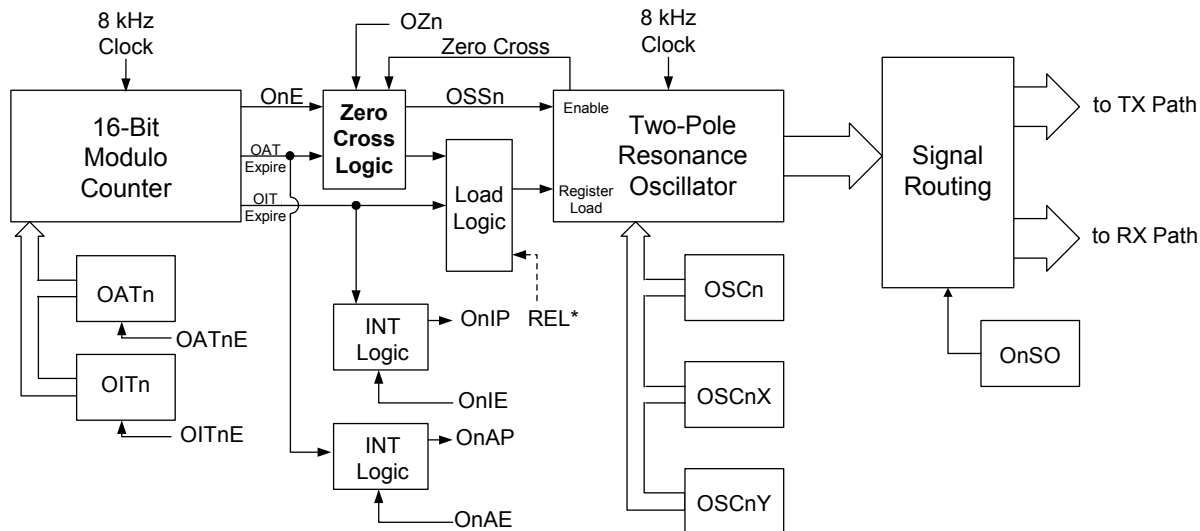 8 kHz
Clock
OZn
8 kHz
Clock
Zero Cross
OnE
OSSn
16-Bit
Modulo
Counter
OAT
Expire
OIT
Expire
Zero
Cross
Logic
Load
Logic
Enable
Register
Load
Two-Pole
Resonance
Oscillator
Signal
Routing
to TX Path
to RX Path
OATn
OATnE
OITn
OITnE
INT
Logic
OnIP
REL*
OnIE
INT
Logic
OnAP
OnAE
OSCn
OSCnX
OSCnY
OnSO